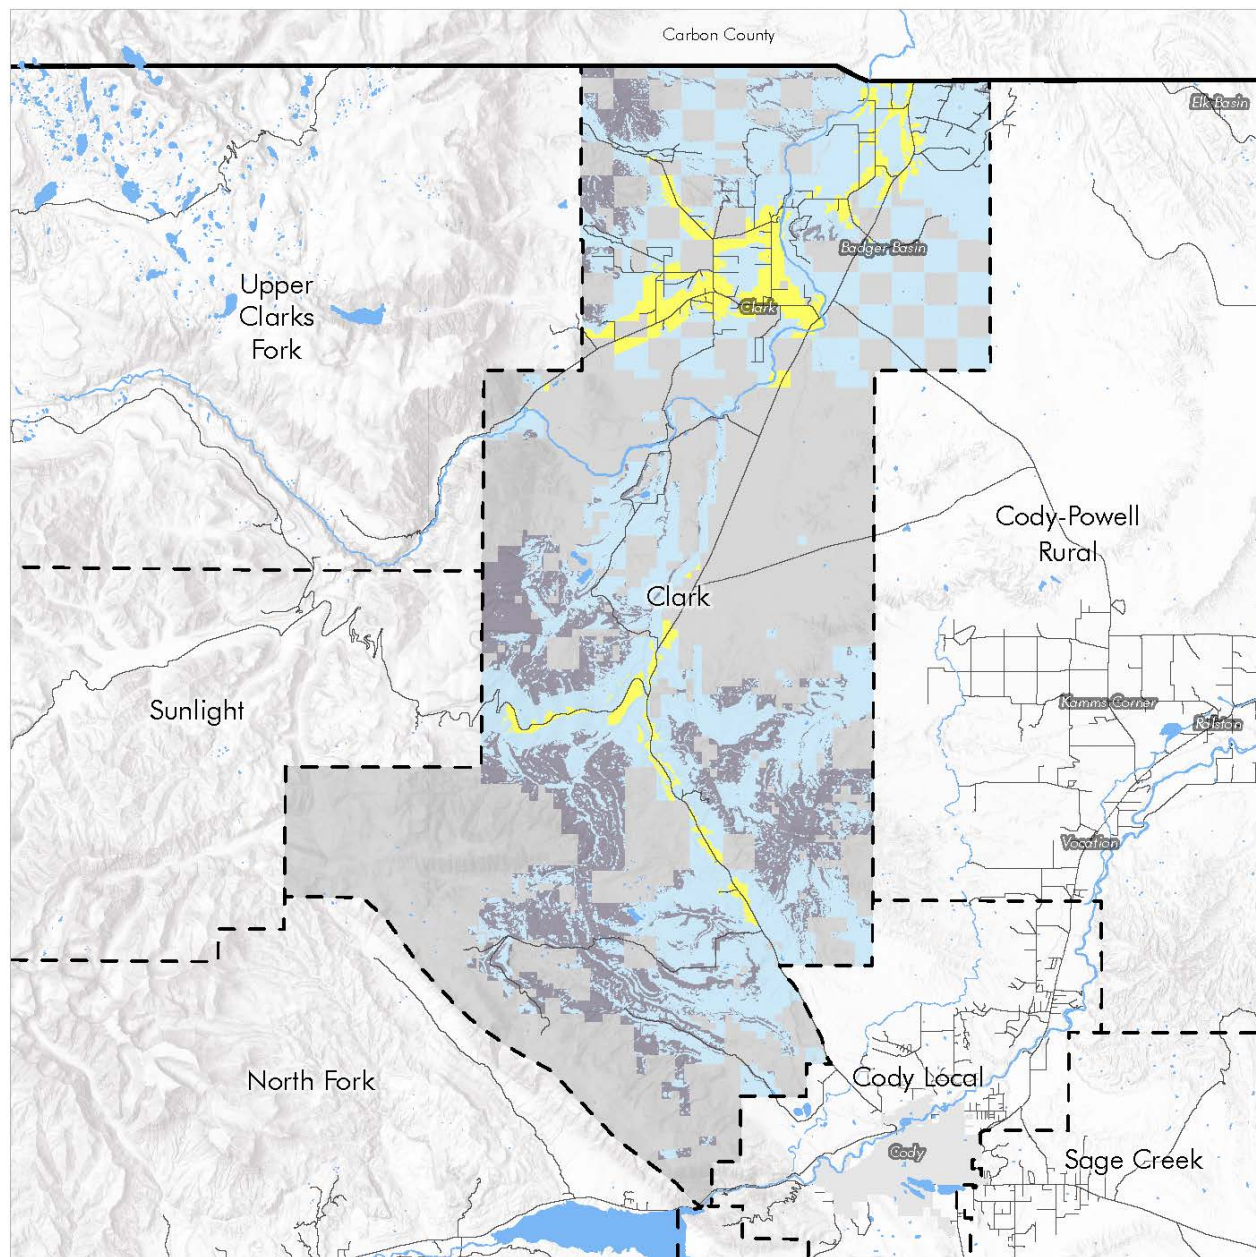 Carbon County
Elk Basin
Badger Basin
Upper
Clarks
Fork
Clark
Cody-Powell
Rural
Clark
Sunlight
Kamms Corner
Ralston
Vocation
North Fork
Cody Local
Cody
Sage Creek